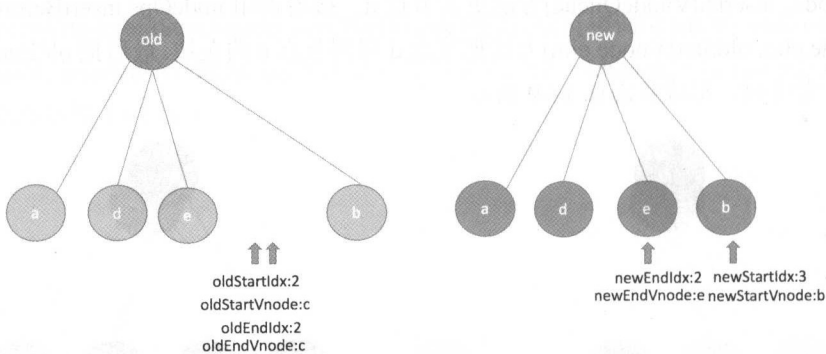 old
new
a
d
e
b
a
d
e
b
oldStartIdx:2
oldStartVnode:c
oldEndIdx:2
oldEndVnode:c
newEndIdx:2 newStartIdx:3
newEndVnode:e newStartVnode:b